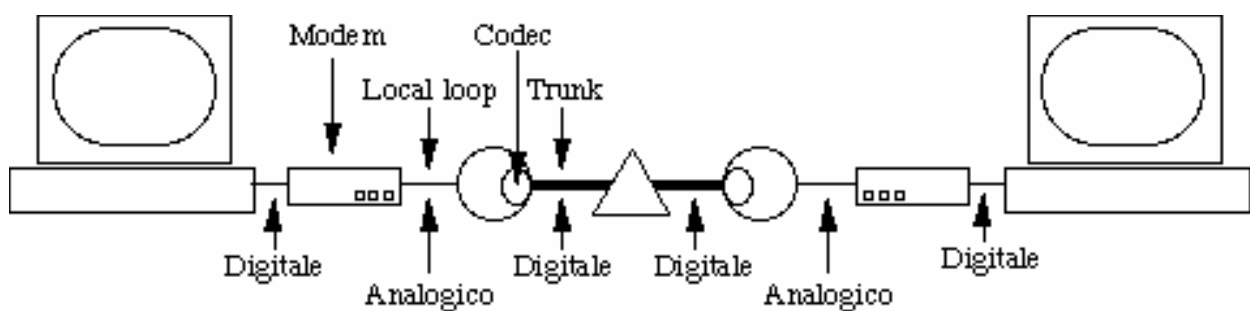 Modem
Codec
Local loop
Trunk
Digitale
Digitale
Digitale
Digitale
Analogico
Analogico